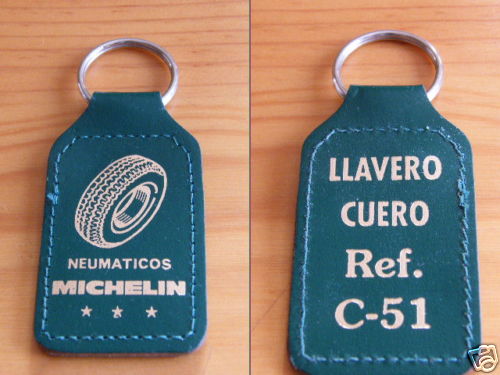 NEUMATICOS
MICHELIN
LLAVERO
CUERO
Ref.
C-51